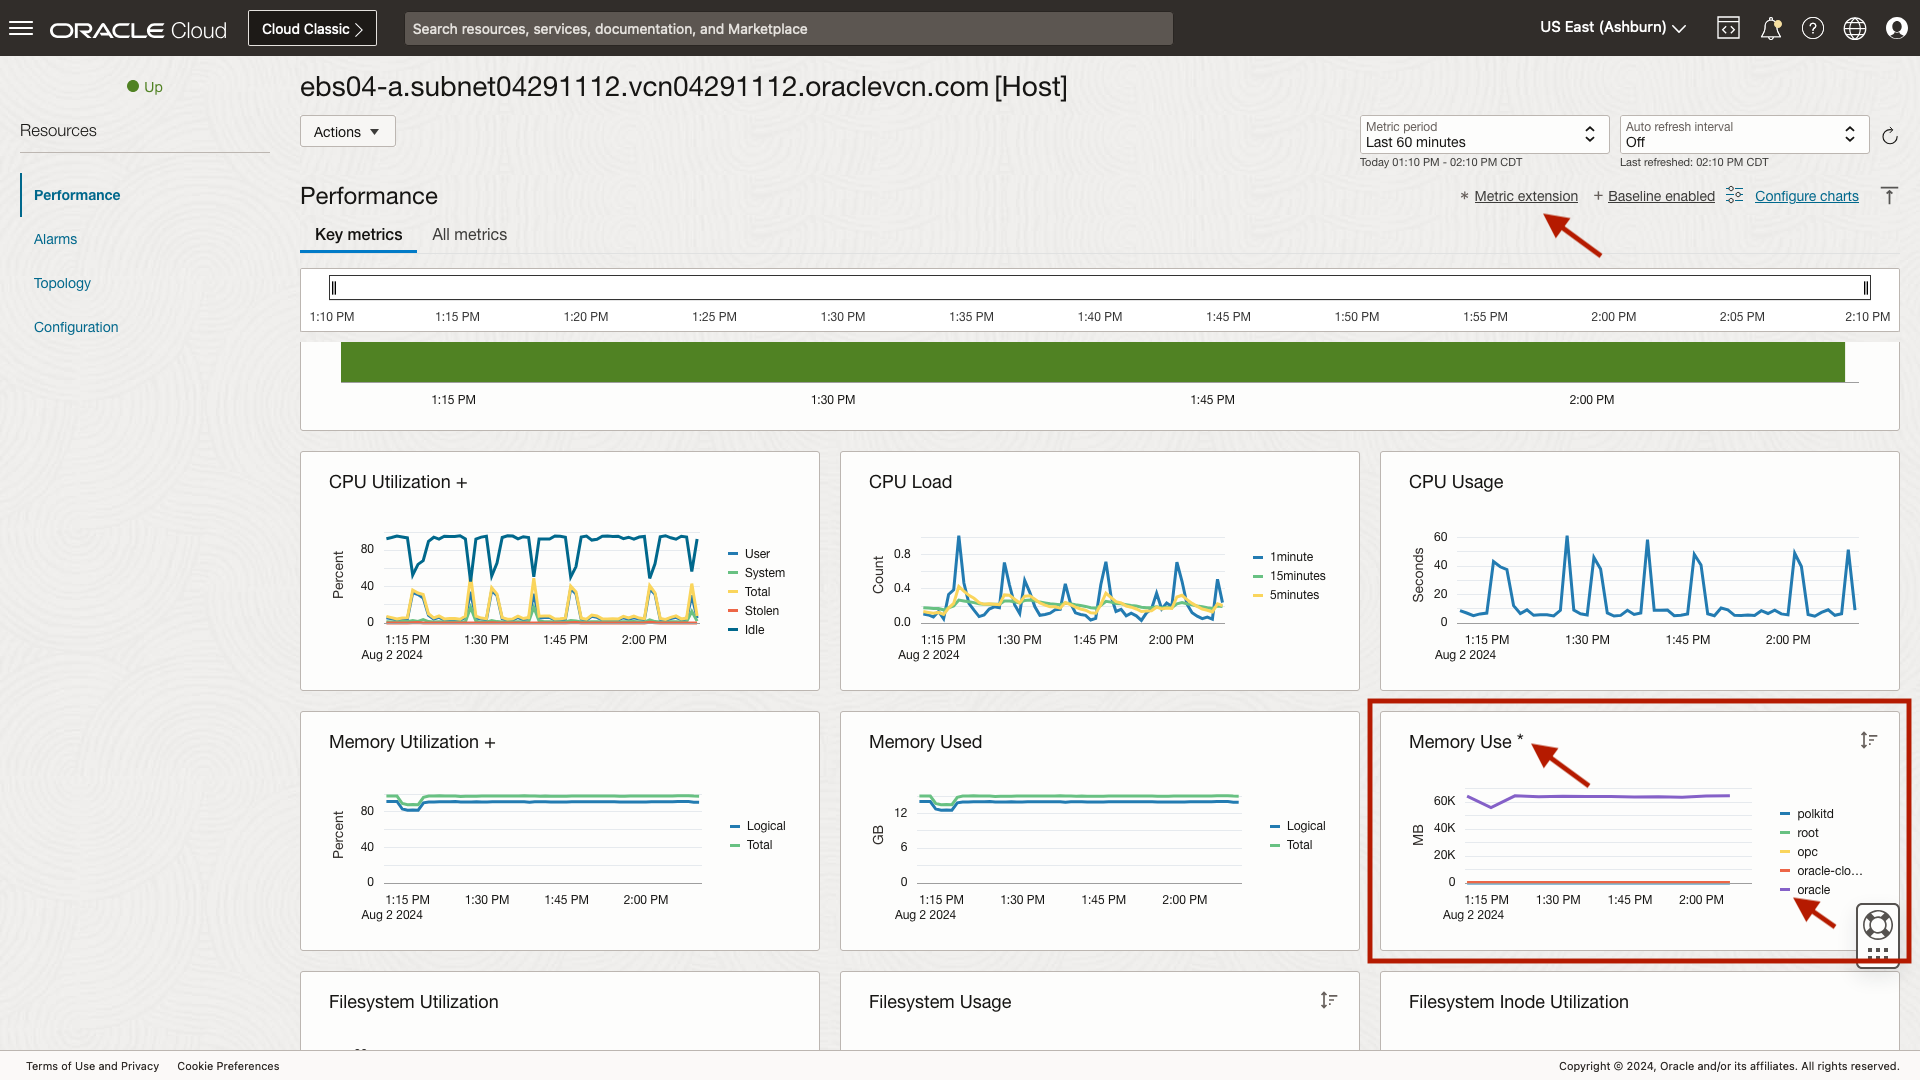 ORACLE Cloud
Cloud Classic
Search resources, services, documentation, and Marketplace
US East (Ashburn)
Up
Resources
Performance
Alarms
Topology
Configuration
ebs04-a.subnet04291112.vcn04291112.oraclevcn.com [Host]
Actions
Metric period
Last 60 minutes
Today 01:10 PM - 02:10 PM CDT
Auto refresh interval
Off
Last refreshed: 02:10 PM CDT
Performance
* Metric extension
+ Baseline enabled
Configure charts
Key metrics
All metrics
1:10 PM 1:15 PM 1:20 PM 1:25 PM 1:30 PM 1:35 PM 1:40 PM 1:45 PM 1:50 PM 1:55 PM 2:00 PM 2:05 PM 2:10 PM
1:15 PM 1:30 PM 1:45 PM 2:00 PM
CPU Utilization +
Percent
80
40
0
1:15 PM 1:30 PM 1:45 PM 2:00 PM
Aug 2 2024
User
System
Total
Stolen
Idle
CPU Load
Count
0.8
0.4
0.0
1:15 PM 1:30 PM 1:45 PM 2:00 PM
Aug 2 2024
1minute
15minutes
5minutes
CPU Usage
Seconds
60
40
20
0
1:15 PM 1:30 PM 1:45 PM 2:00 PM
Aug 2 2024
Memory Utilization +
Percent
80
40
0
1:15 PM 1:30 PM 1:45 PM 2:00 PM
Aug 2 2024
Logical
Total
Memory Used
GB
12
6
0
1:15 PM 1:30 PM 1:45 PM 2:00 PM
Aug 2 2024
Logical
Total
Memory Use *
MB
60K
40K
20K
0
1:15 PM 1:30 PM 1:45 PM 2:00 PM
Aug 2 2024
polkitd
root
opc
oracle-clo...
oracle
Filesystem Utilization
Filesystem Usage
Filesystem Inode Utilization
Terms of Use and Privacy
Cookie Preferences
Copyright © 2024, Oracle and/or its affiliates. All rights reserved.